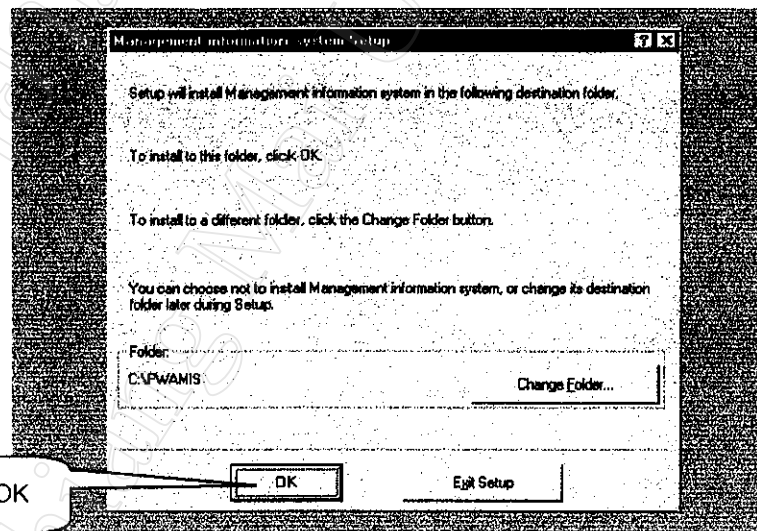 Management information system Setup
Setup will install Management information system in the following destination folder.
To install to this folder, click OK.
To install to a different folder, click the Change Folder button.
You can choose not to install Management information system, or change its destination
folder later during Setup.
Folder:
C:\PWAMIS
Change Folder...
OK
Exit Setup
OK